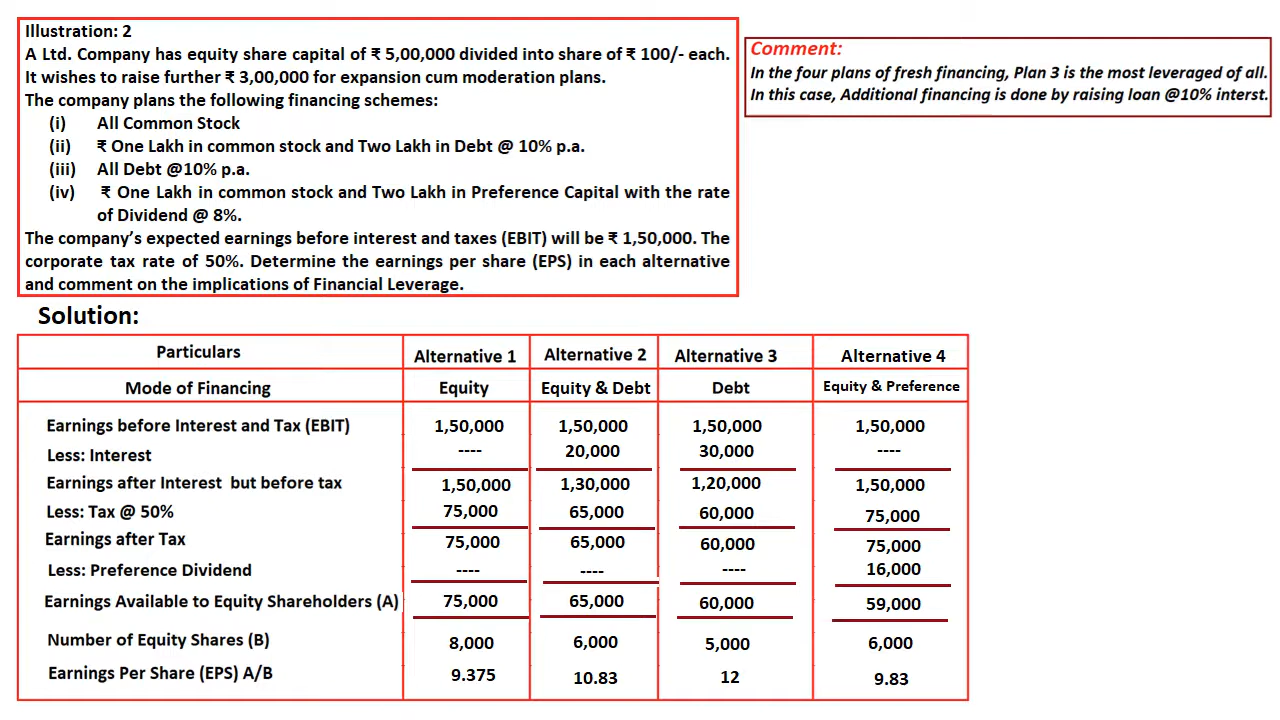 Illustration: 2
A Ltd. Company has equity share capital of ₹ 5,00,000 divided into share of ₹ 100/- each.
It wishes to raise further ₹ 3,00,000 for expansion cum moderation plans.
The company plans the following financing schemes:
(i) All Common Stock
(ii) ₹ One Lakh in common stock and Two Lakh in Debt @ 10% p.a.
(iii) All Debt @10% p.a.
(iv) ₹ One Lakh in common stock and Two Lakh in Preference Capital with the rate
of Dividend @ 8%.
The company's expected earnings before interest and taxes (EBIT) will be ₹ 1,50,000. The
corporate tax rate of 50%. Determine the earnings per share (EPS) in each alternative
and comment on the implications of Financial Leverage.
Comment:
In the four plans of fresh financing, Plan 3 is the most leveraged of all.
In this case, Additional financing is done by raising loan @10% interst.
Solution:
Particulars Alternative 1 Alternative 2 Alternative 3 Alternative 4
Mode of Financing Equity Equity & Debt Debt Equity & Preference
Earnings before Interest and Tax (EBIT) 1,50,000 1,50,000 1,50,000 1,50,000
Less: Interest ---- 20,000 30,000 ----
Earnings after Interest but before tax 1,50,000 1,30,000 1,20,000 1,50,000
Less: Tax @ 50% 75,000 65,000 60,000 75,000
Earnings after Tax 75,000 65,000 60,000 75,000
Less: Preference Dividend ---- ---- ---- 16,000
Earnings Available to Equity Shareholders (A) 75,000 65,000 60,000 59,000
Number of Equity Shares (B) 8,000 6,000 5,000 6,000
Earnings Per Share (EPS) A/B 9.375 10.83 12 9.83